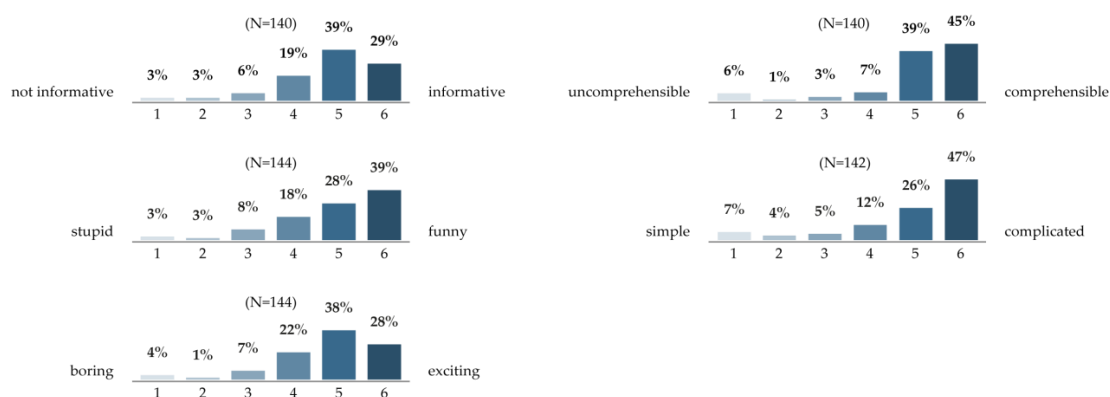 (N=140)
3% 3% 6% 19% 39% 29%
not informative informative
1 2 3 4 5 6
(N=144)
3% 3% 8% 18% 28% 39%
stupid funny
1 2 3 4 5 6
(N=144)
4% 1% 7% 22% 38% 28%
boring exciting
1 2 3 4 5 6
(N=140)
6% 1% 3% 7% 39% 45%
uncomprehensible comprehensible
1 2 3 4 5 6
(N=142)
7% 4% 5% 12% 26% 47%
simple complicated
1 2 3 4 5 6